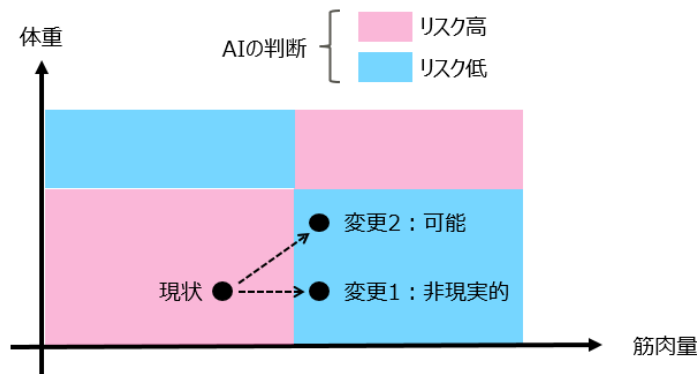 体重
AIの判断
リスク高
リスク低
変更2：可能
現状
変更1：非現実的
筋肉量